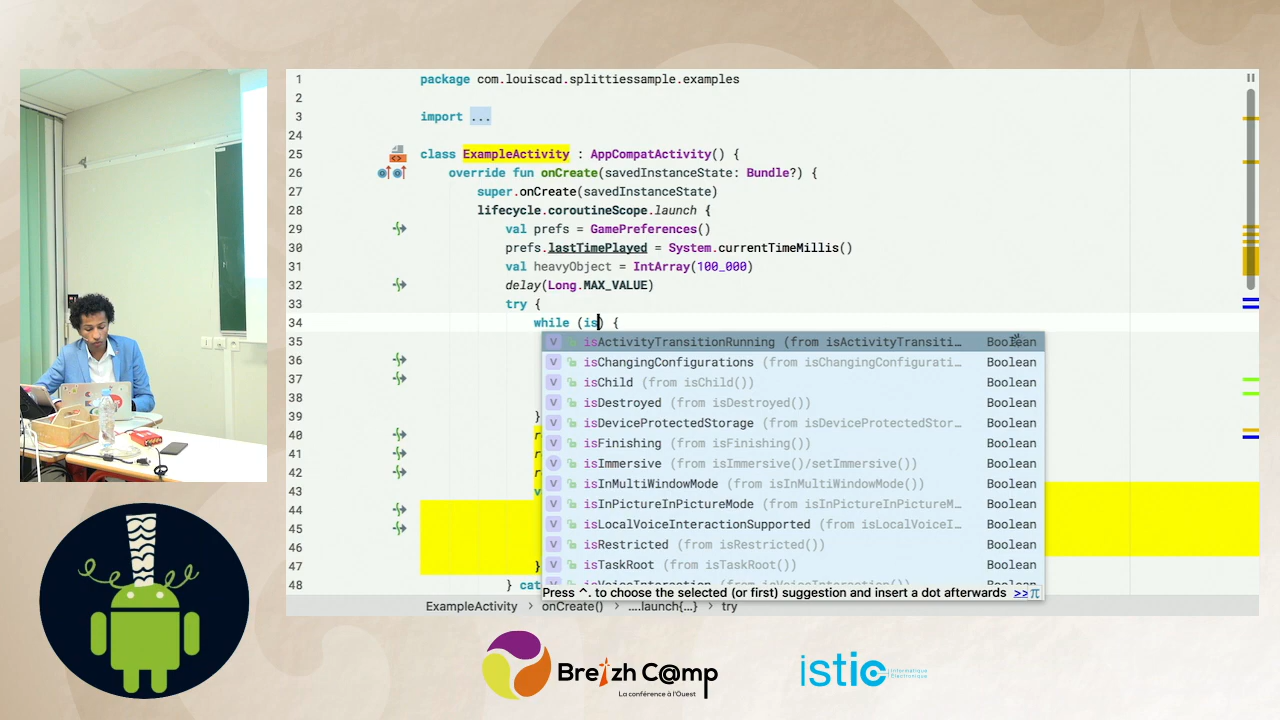 1 package com.louiscad.splittiessample.examples
2
3 import ...
24
25 class ExampleActivity : AppCompatActivity() {
26 override fun onCreate(savedInstanceState: Bundle?) {
27 super.onCreate(savedInstanceState)
28 lifecycle.coroutineScope.launch {
29 val prefs = GamePreferences()
30 prefs.lastTimePlayed = System.currentTimeMillis()
31 val heavyObject = IntArray(100_000)
32 delay(Long.MAX_VALUE)
33 try {
34 while (is) {
35 V isActivityTransitionRunning (from isActivityTransiti… Boolean
36 V isChangingConfigurations (from isChangingConfigurati… Boolean
37 V isChild (from isChild()) Boolean
38 V isDestroyed (from isDestroyed()) Boolean
39 } V isDeviceProtectedStorage (from isDeviceProtectedStor… Boolean
40 r V isFinishing (from isFinishing()) Boolean
41 r V isImmersive (from isImmersive()/setImmersive()) Boolean
42 r V isInMultiWindowMode (from isInMultiWindowMode()) Boolean
43 v V isInPictureInPictureMode (from isInPictureInPictureM… Boolean
44 V isLocalVoiceInteractionSupported (from isLocalVoiceI… Boolean
45 V isRestricted (from isRestricted()) Boolean
46 V isTaskRoot (from isTaskRoot()) Boolean
47 } V isVoiceInteraction (from isVoiceInteraction()) Boolean
48 } cat
Press ^. to choose the selected (or first) suggestion and insert a dot afterwards >> π
ExampleActivity > onCreate() > ….launch{…} > try
Breizh C@mp
La conférence à l'Ouest
istic Informatique Électronique